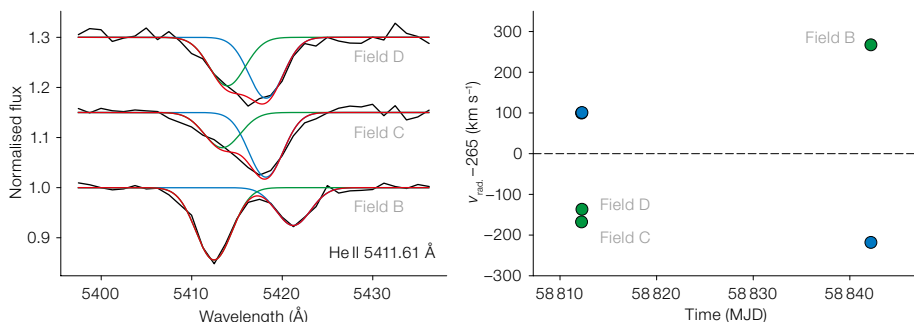 1.3
1.2
1.1
1.0
0.9
Normalised flux
Field D
Field C
Field B
He II 5411.61 Å
5400
5410
5420
5430
Wavelength (Å)
300
200
100
0
−100
−200
−300
v rad. −265 (km s−1)
Field B
Field D
Field C
58 810
58 820
58 830
58 840
Time (MJD)